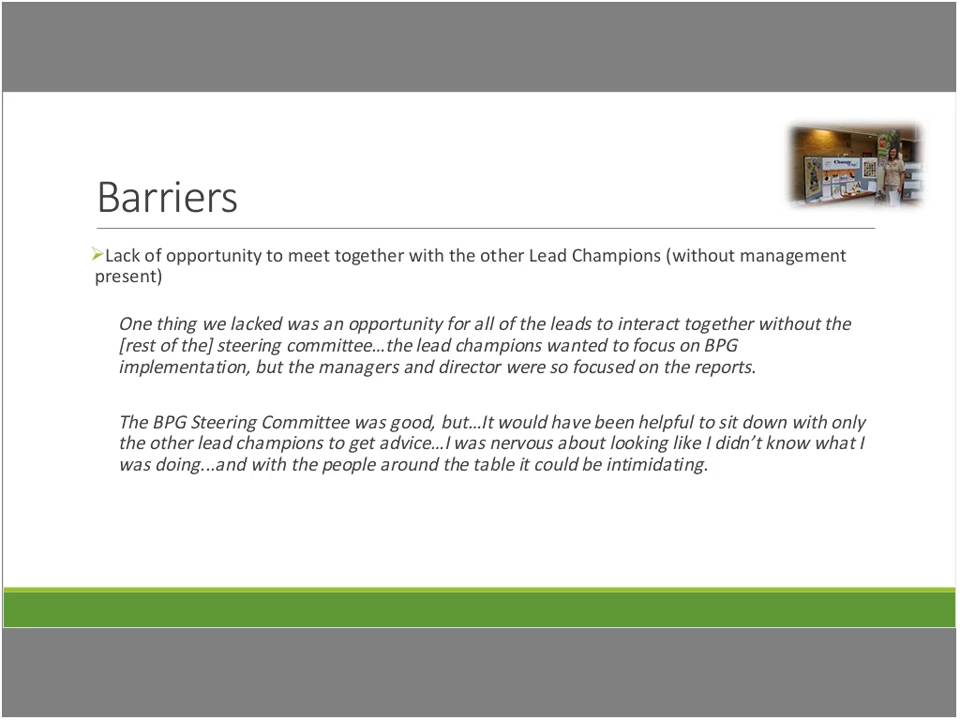 Barriers
Lack of opportunity to meet together with the other Lead Champions (without management
present)
One thing we lacked was an opportunity for all of the leads to interact together without the
[rest of the] steering committee…the lead champions wanted to focus on BPG
implementation, but the managers and director were so focused on the reports.
The BPG Steering Committee was good, but…It would have been helpful to sit down with only
the other lead champions to get advice…I was nervous about looking like I didn’t know what I
was doing...and with the people around the table it could be intimidating.